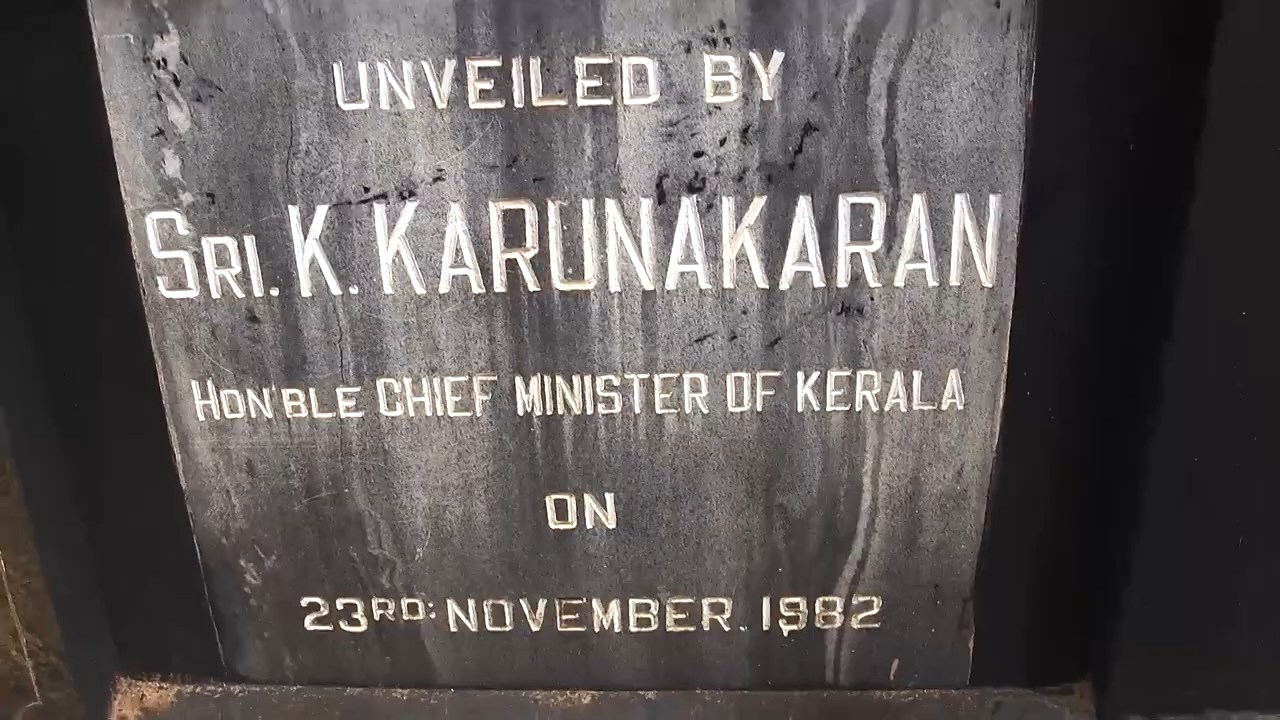 UNVEILED BY
SRI. K. KARUNAKARAN
HON'BLE CHIEF MINISTER OF KERALA
ON
23RD: NOVEMBER. 1982